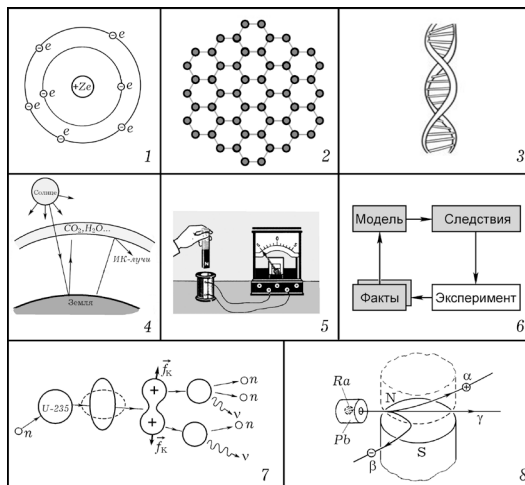 e
e
e
+Ze
e
e
e
e
1
2
3
Солнце
CO₂,H₂O...
ИК-лучи
Земля
4
N
5
Модель
Следствия
Факты
Эксперимент
6
f⃗к
U-235
n
n
n
ν
f⃗к
n
ν
7
Ra
Pb
N
S
α
γ
β
8